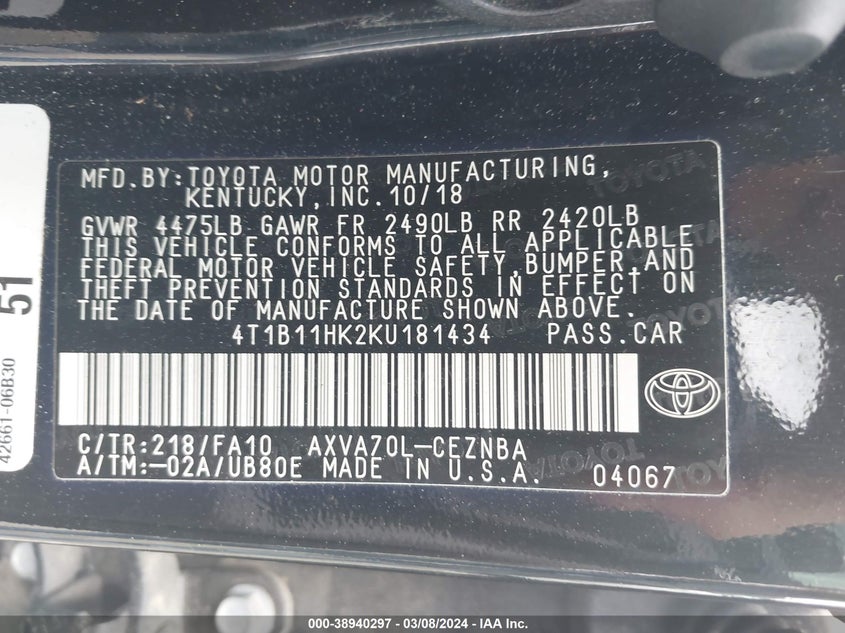 MFD.BY:TOYOTA MOTOR MANUFACTURING,
KENTUCKY,INC.10/18
GVWR 4475LB GAWR FR 2490LB RR 2420LB
THIS VEHICLE CONFORMS TO ALL APPLICABLE
FEDERAL MOTOR VEHICLE SAFETY,BUMPER,AND
THEFT PREVENTION STANDARDS IN EFFECT ON
THE DATE OF MANUFACTURE SHOWN ABOVE.
4T1B11HK2KU181434 PASS.CAR
C/TR:218/FA10 AXVA70L-CEZNBA
A/TM:-02A/UB80E MADE IN U.S.A. 04067
51
42661-06B30
TOYOTA
TOYOTA
TOYOTA
000-38940297 — 03/08/2024 — IAA Inc.